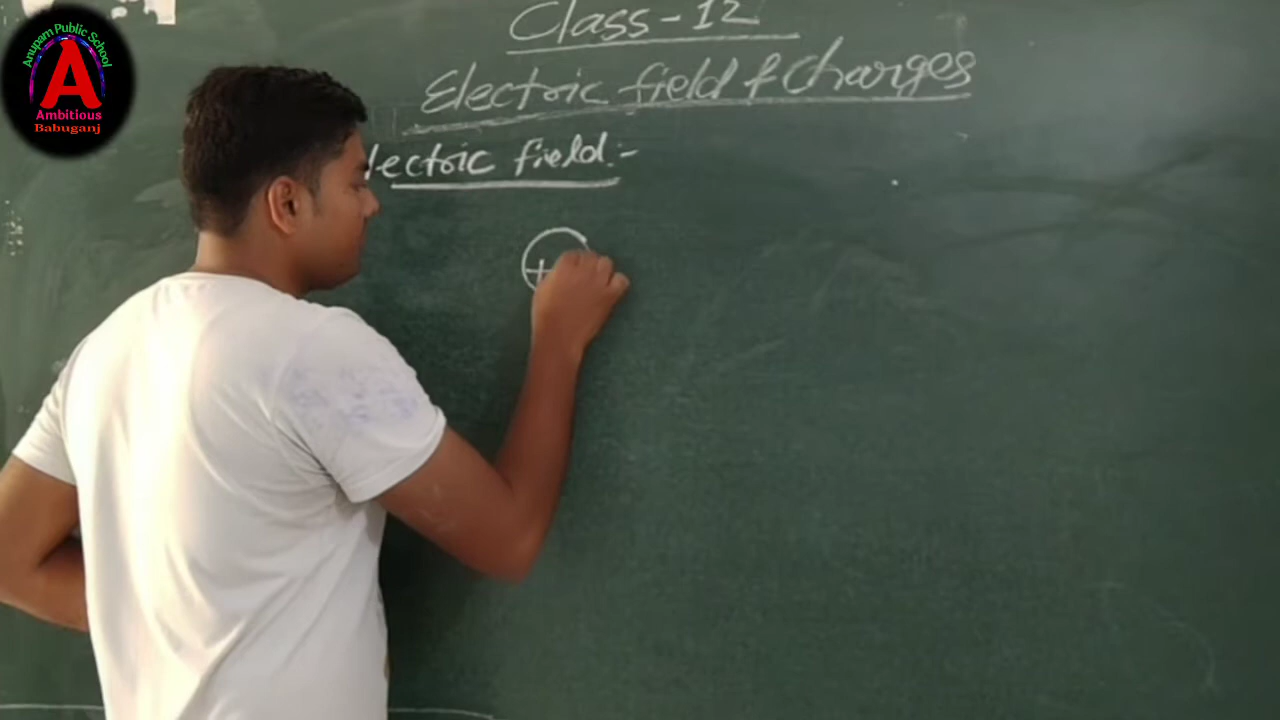 Anupam Public School
A
Ambitious
Babuganj
Class-12
Electric field & Charges
lectric field:-
+